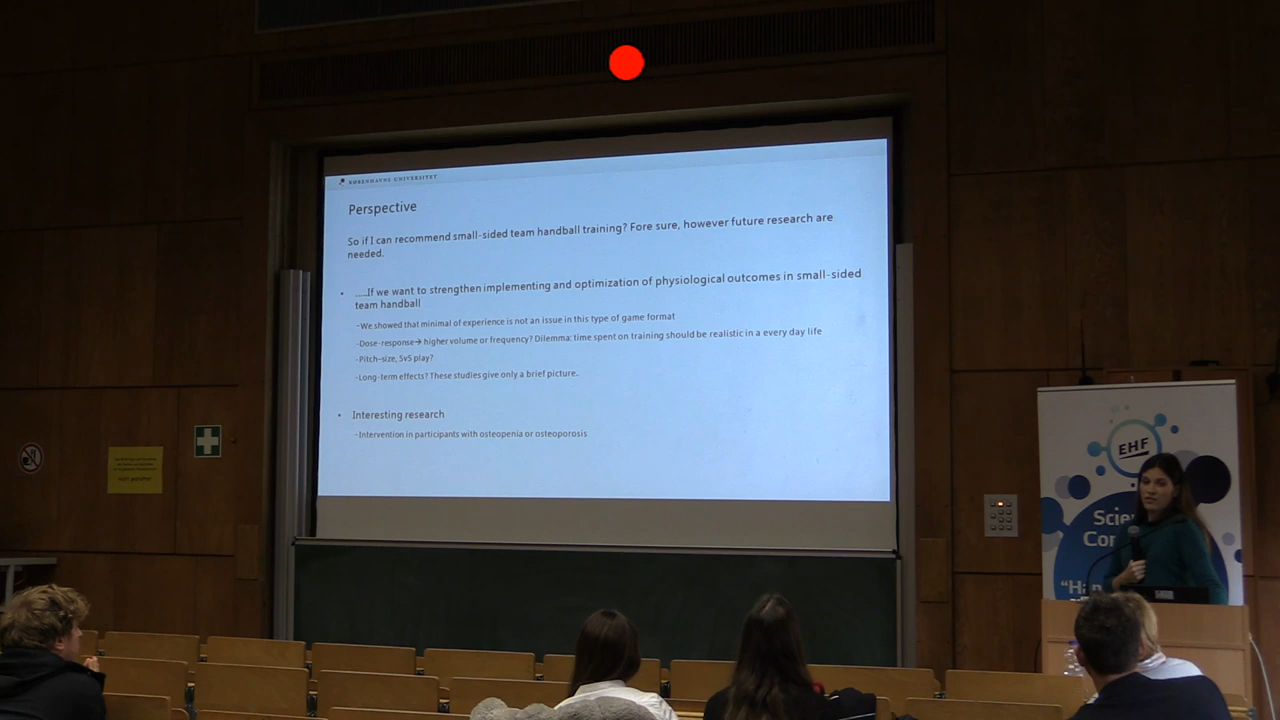 KØBENHAVNS UNIVERSITET
Perspective
So if I can recommend small-sided team handball training? Fore sure, however future research are
needed.
• .....If we want to strengthen implementing and optimization of physiological outcomes in small-sided
team handball
-We showed that minimal of experience is not an issue in this type of game format
-Dose-response→ higher volume or frequency? Dilemma: time spent on training should be realistic in a every day life
-Pitch-size, 5v5 play?
-Long-term effects? These studies give only a brief picture.
• Interesting research
-Intervention in participants with osteopenia or osteoporosis
EHF